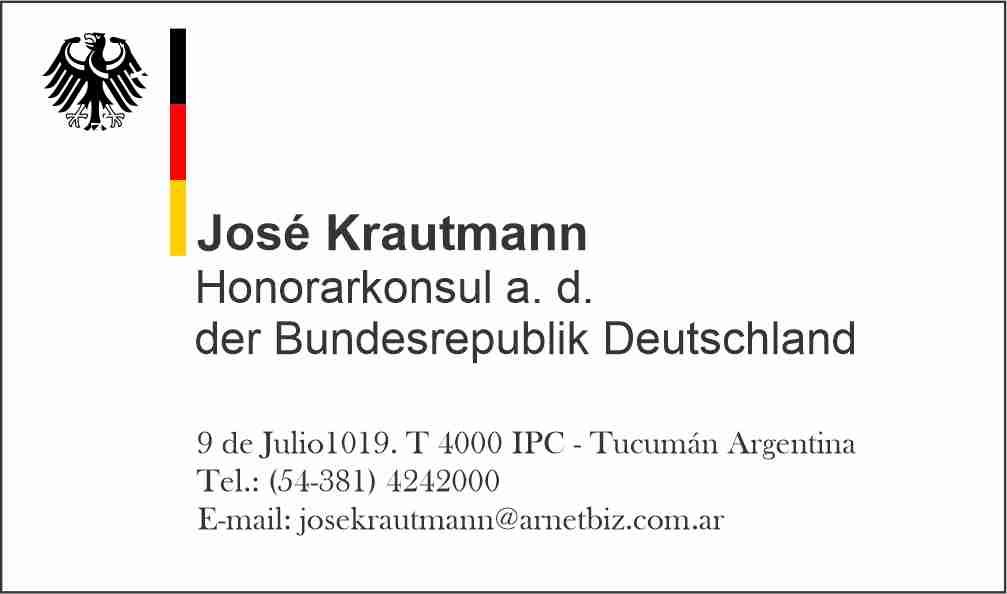 José Krautmann
Honorarkonsul a. d.
der Bundesrepublik Deutschland
9 de Julio1019. T 4000 IPC - Tucumán Argentina
Tel.: (54-381) 4242000
E-mail: josekrautmann@arnetbiz.com.ar